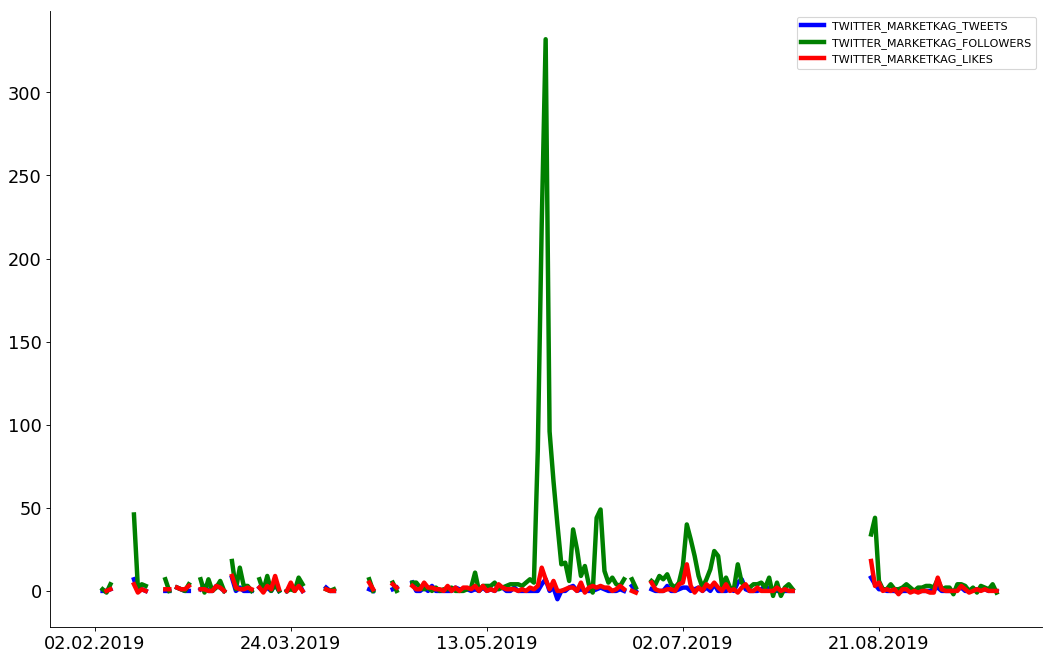 TWITTER_MARKETKAG_TWEETS
TWITTER_MARKETKAG_FOLLOWERS
TWITTER_MARKETKAG_LIKES
300
250
200
150
100
50
0
02.02.2019 24.03.2019 13.05.2019 02.07.2019 21.08.2019